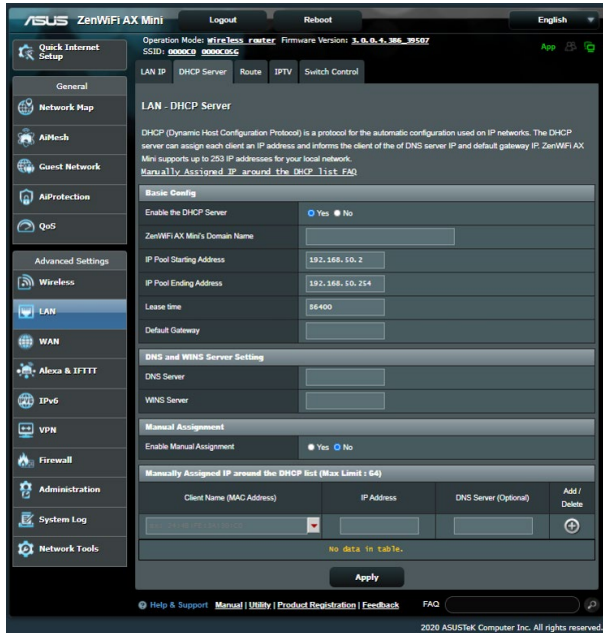 ASUS ZenWiFi AX Mini Logout Reboot English
Quick Internet Setup
Operation Mode: Wireless router Firmware Version: 3.0.0.4.386_39507
SSID: 0000C0 0000C05G
App
LAN IP DHCP Server Route IPTV Switch Control
General
Network Map
AiMesh
Guest Network
AiProtection
QoS
Advanced Settings
Wireless
LAN
WAN
Alexa & IFTTT
IPv6
VPN
Firewall
Administration
System Log
Network Tools
LAN - DHCP Server
DHCP (Dynamic Host Configuration Protocol) is a protocol for the automatic configuration used on IP networks. The DHCP
server can assign each client an IP address and informs the client of the of DNS server IP and default gateway IP. ZenWiFi AX
Mini supports up to 253 IP addresses for your local network.
Manually Assigned IP around the DHCP list FAQ
Basic Config
Enable the DHCP Server Yes No
ZenWiFi AX Mini's Domain Name
IP Pool Starting Address 192.168.50.2
IP Pool Ending Address 192.168.50.254
Lease time 86400
Default Gateway
DNS and WINS Server Setting
DNS Server
WINS Server
Manual Assignment
Enable Manual Assignment Yes No
Manually Assigned IP around the DHCP list (Max Limit : 64)
Client Name (MAC Address) IP Address DNS Server (Optional) Add / Delete
No data in table.
Apply
Help & Support Manual | Utility | Product Registration | Feedback FAQ
2020 ASUSTeK Computer Inc. All rights reserved.